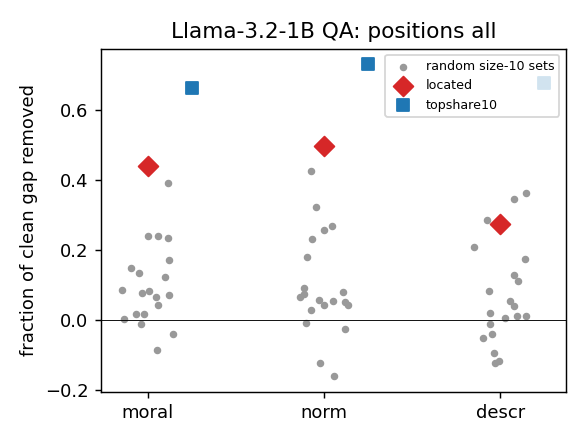 Llama-3.2-1B QA: positions all
fraction of clean gap removed
0.6
0.4
0.2
0.0
−0.2
random size-10 sets
located
topshare10
moral
norm
descr